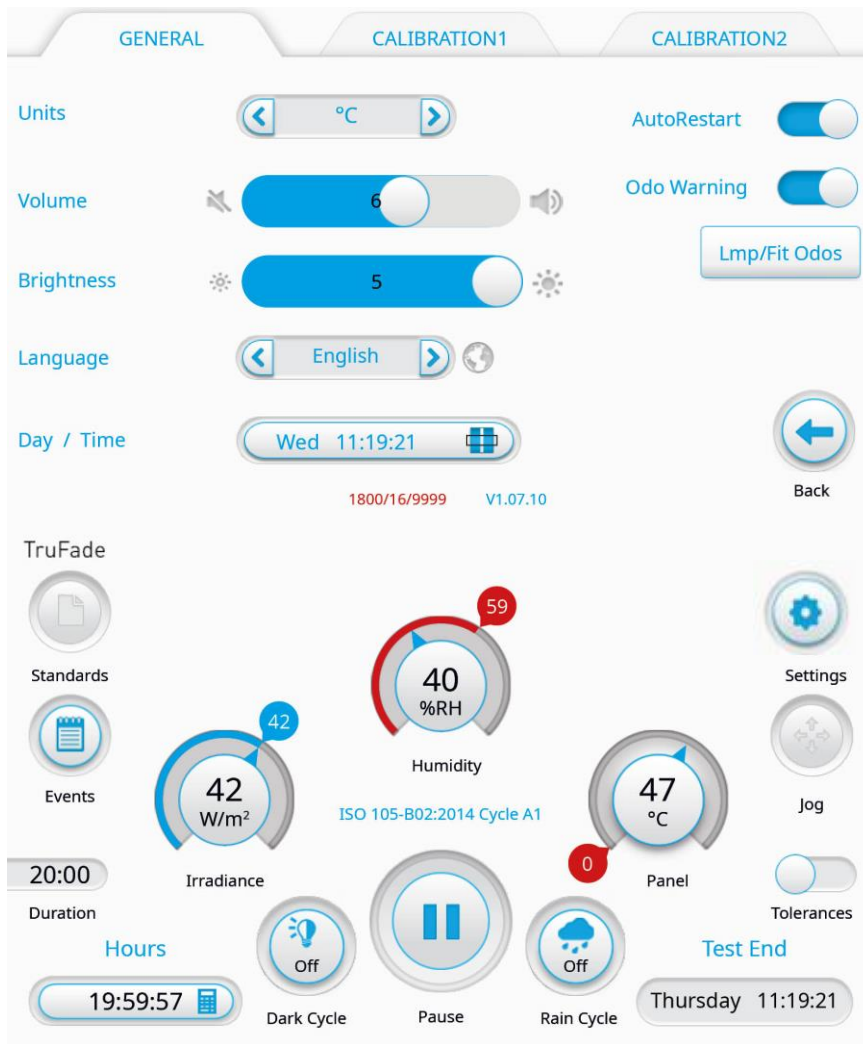 GENERAL CALIBRATION1 CALIBRATION2
Units °C AutoRestart
Volume 6 Odo Warning
Lmp/Fit Odos
Brightness 5
Language English
Day / Time Wed 11:19:21
Back
1800/16/9999 V1.07.10
TruFade
59
Standards 40 Settings
%RH
42
Humidity
Events 42 47 Jog
W/m² °C
ISO 105-B02:2014 Cycle A1
0
20:00 Irradiance Panel
Duration Tolerances
Hours Off Off Test End
19:59:57 Thursday 11:19:21
Dark Cycle Pause Rain Cycle